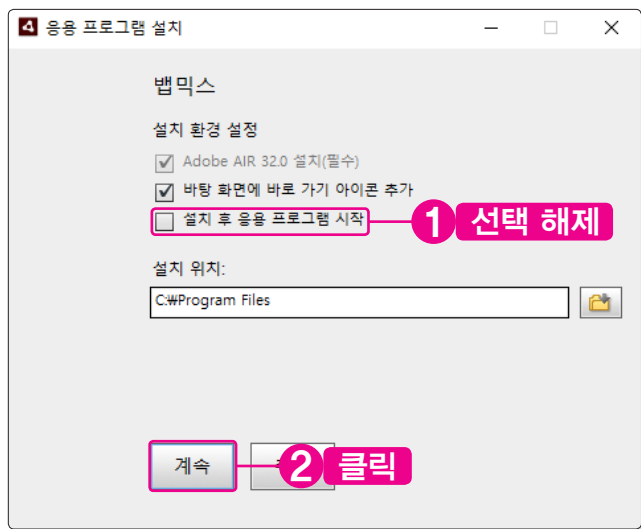 응용 프로그램 설치
뱁믹스
설치 환경 설정
Adobe AIR 32.0 설치(필수)
바탕 화면에 바로 가기 아이콘 추가
설치 후 응용 프로그램 시작
1 선택 해제
설치 위치:
C:₩Program Files
계속
2 클릭